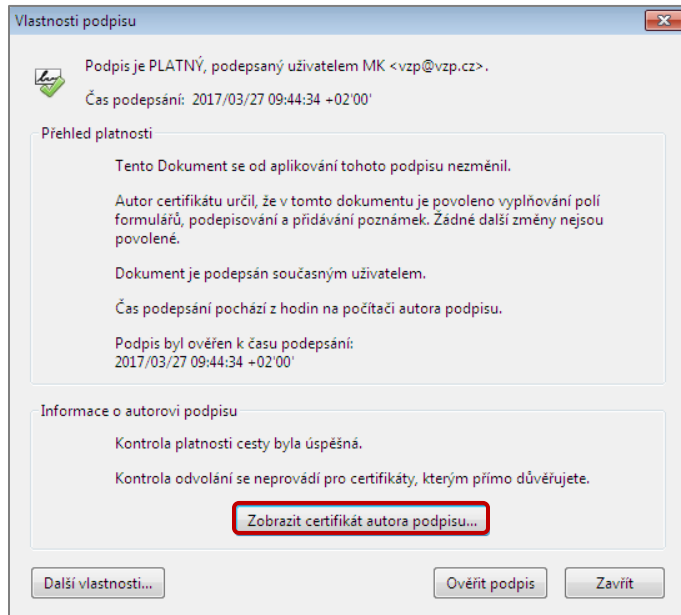 Vlastnosti podpisu
Podpis je PLATNÝ, podepsaný uživatelem MK <vzp@vzp.cz>.
Čas podepsání: 2017/03/27 09:44:34 +02'00'
Přehled platnosti
Tento Dokument se od aplikování tohoto podpisu nezměnil.
Autor certifikátu určil, že v tomto dokumentu je povoleno vyplňování polí
formulářů, podepisování a přidávání poznámek. Žádné další změny nejsou
povolené.
Dokument je podepsán současným uživatelem.
Čas podepsání pochází z hodin na počítači autora podpisu.
Podpis byl ověřen k času podepsání:
2017/03/27 09:44:34 +02'00'
Informace o autorovi podpisu
Kontrola platnosti cesty byla úspěšná.
Kontrola odvolání se neprovádí pro certifikáty, kterým přímo důvěřujete.
Zobrazit certifikát autora podpisu...
Další vlastnosti... Ověřit podpis Zavřít